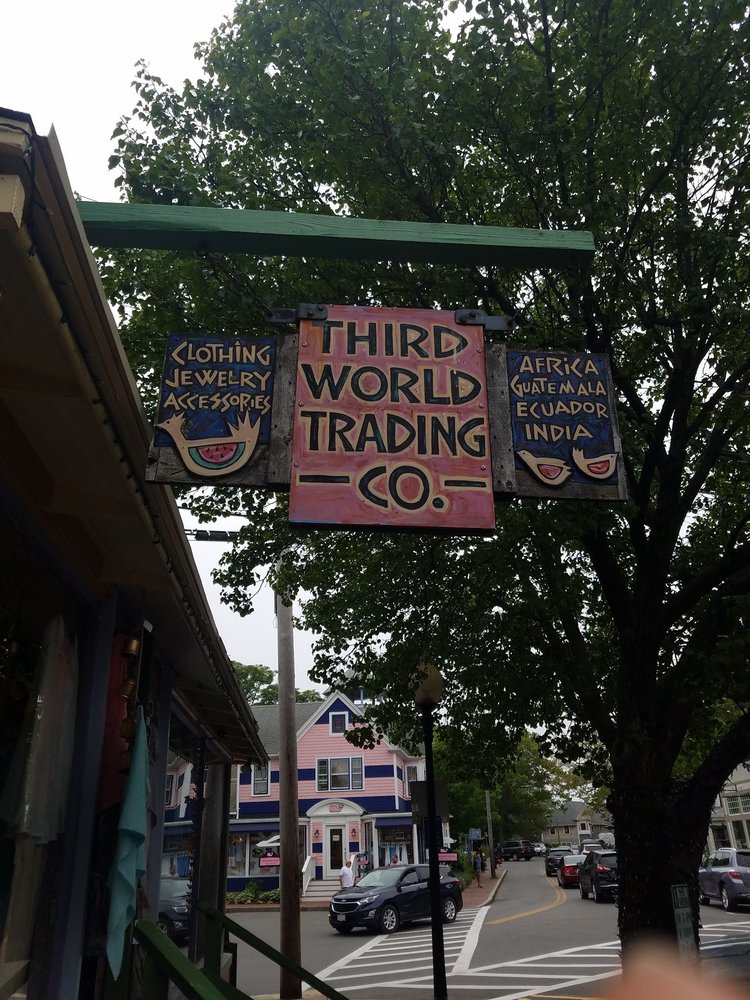 CLOTHING
JEWELRY
ACCESSORIES
THIRD
WORLD
TRADING
CO.
AFRICA
GUATEMALA
ECUADOR
INDIA